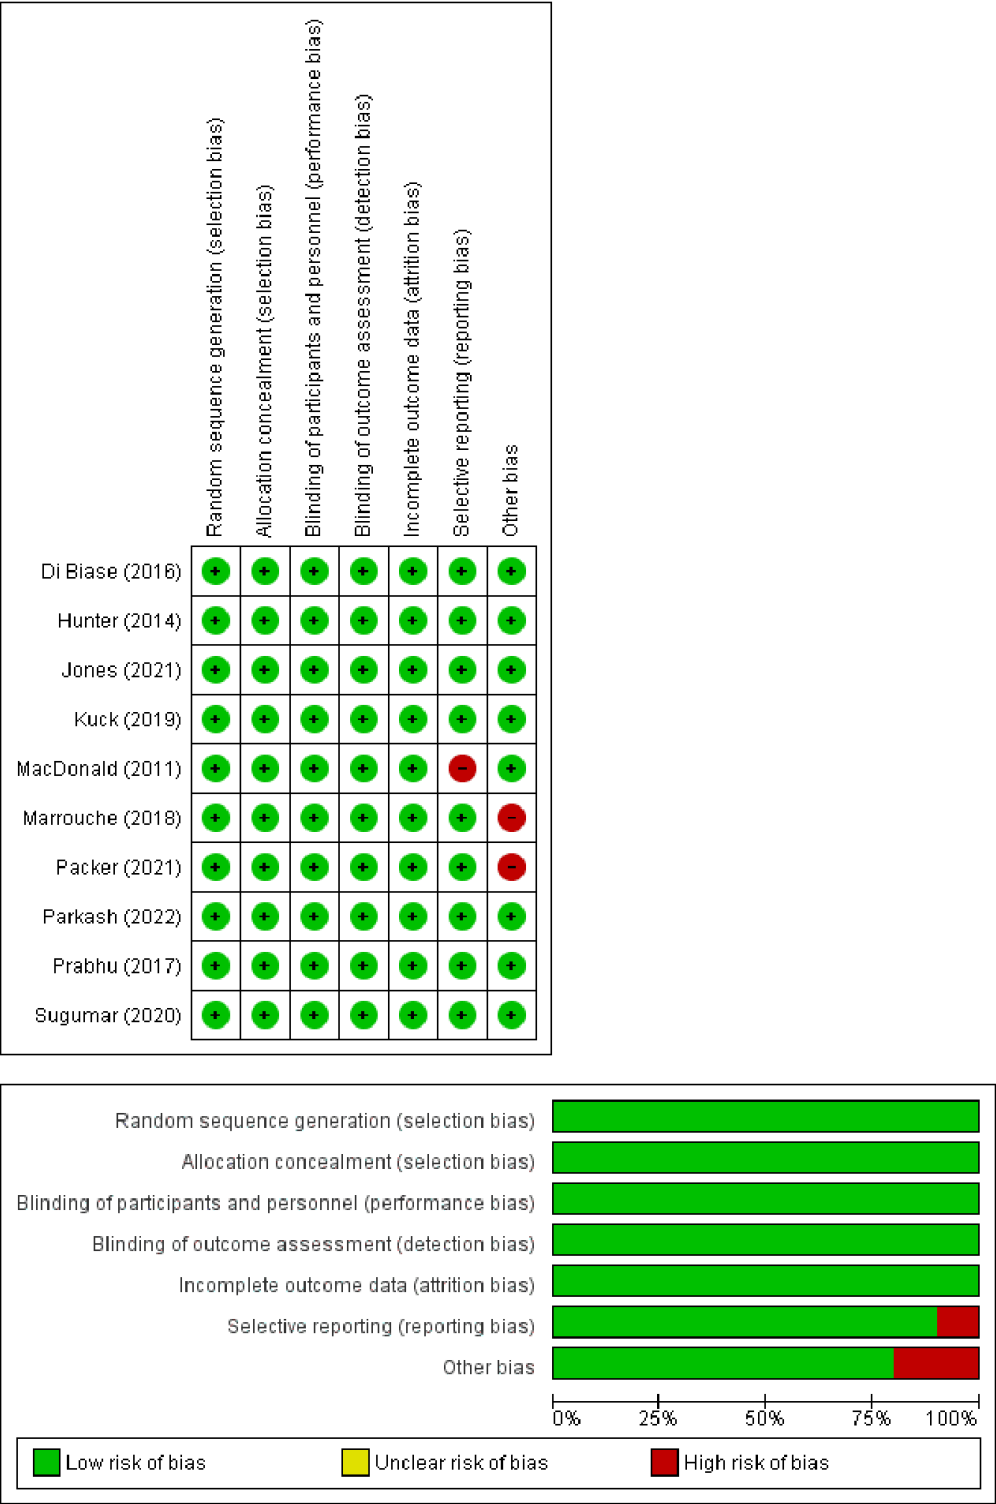 Random sequence generation (selection bias)
Allocation concealment (selection bias)
Blinding of participants and personnel (performance bias)
Blinding of outcome assessment (detection bias)
Incomplete outcome data (attrition bias)
Selective reporting (reporting bias)
Other bias
Di Biase (2016) + + + + + + +
Hunter (2014) + + + + + + +
Jones (2021) + + + + + + +
Kuck (2019) + + + + + + +
MacDonald (2011) + + + + + - +
Marrouche (2018) + + + + + + -
Packer (2021) + + + + + + -
Parkash (2022) + + + + + + +
Prabhu (2017) + + + + + + +
Sugumar (2020) + + + + + + +
Random sequence generation (selection bias)
Allocation concealment (selection bias)
Blinding of participants and personnel (performance bias)
Blinding of outcome assessment (detection bias)
Incomplete outcome data (attrition bias)
Selective reporting (reporting bias)
Other bias
0% 25% 50% 75% 100%
Low risk of bias Unclear risk of bias High risk of bias